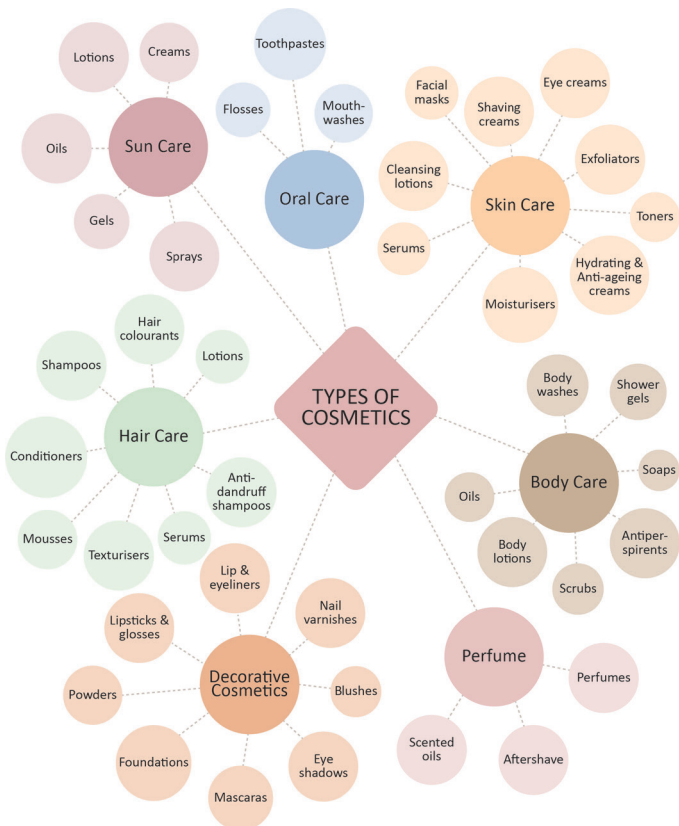 Creams
Lotions
Sun Care
Oils
Gels
Sprays
Toothpastes
Flosses
Mouth-
washes
Oral Care
Facial
masks
Shaving
creams
Eye creams
Cleansing
lotions
Exfoliators
Skin Care
Toners
Serums
Hydrating &
Anti-ageing
creams
Moisturisers
TYPES OF
COSMETICS
Hair
colourants
Lotions
Shampoos
Hair Care
Conditioners
Anti-
dandruff
shampoos
Mousses
Texturisers
Serums
Body
washes
Shower
gels
Body Care
Soaps
Oils
Body
lotions
Antiper-
spirents
Scrubs
Lip &
eyeliners
Nail
varnishes
Lipsticks &
glosses
Decorative
Cosmetics
Powders
Blushes
Foundations
Eye
shadows
Mascaras
Perfume
Perfumes
Scented
oils
Aftershave